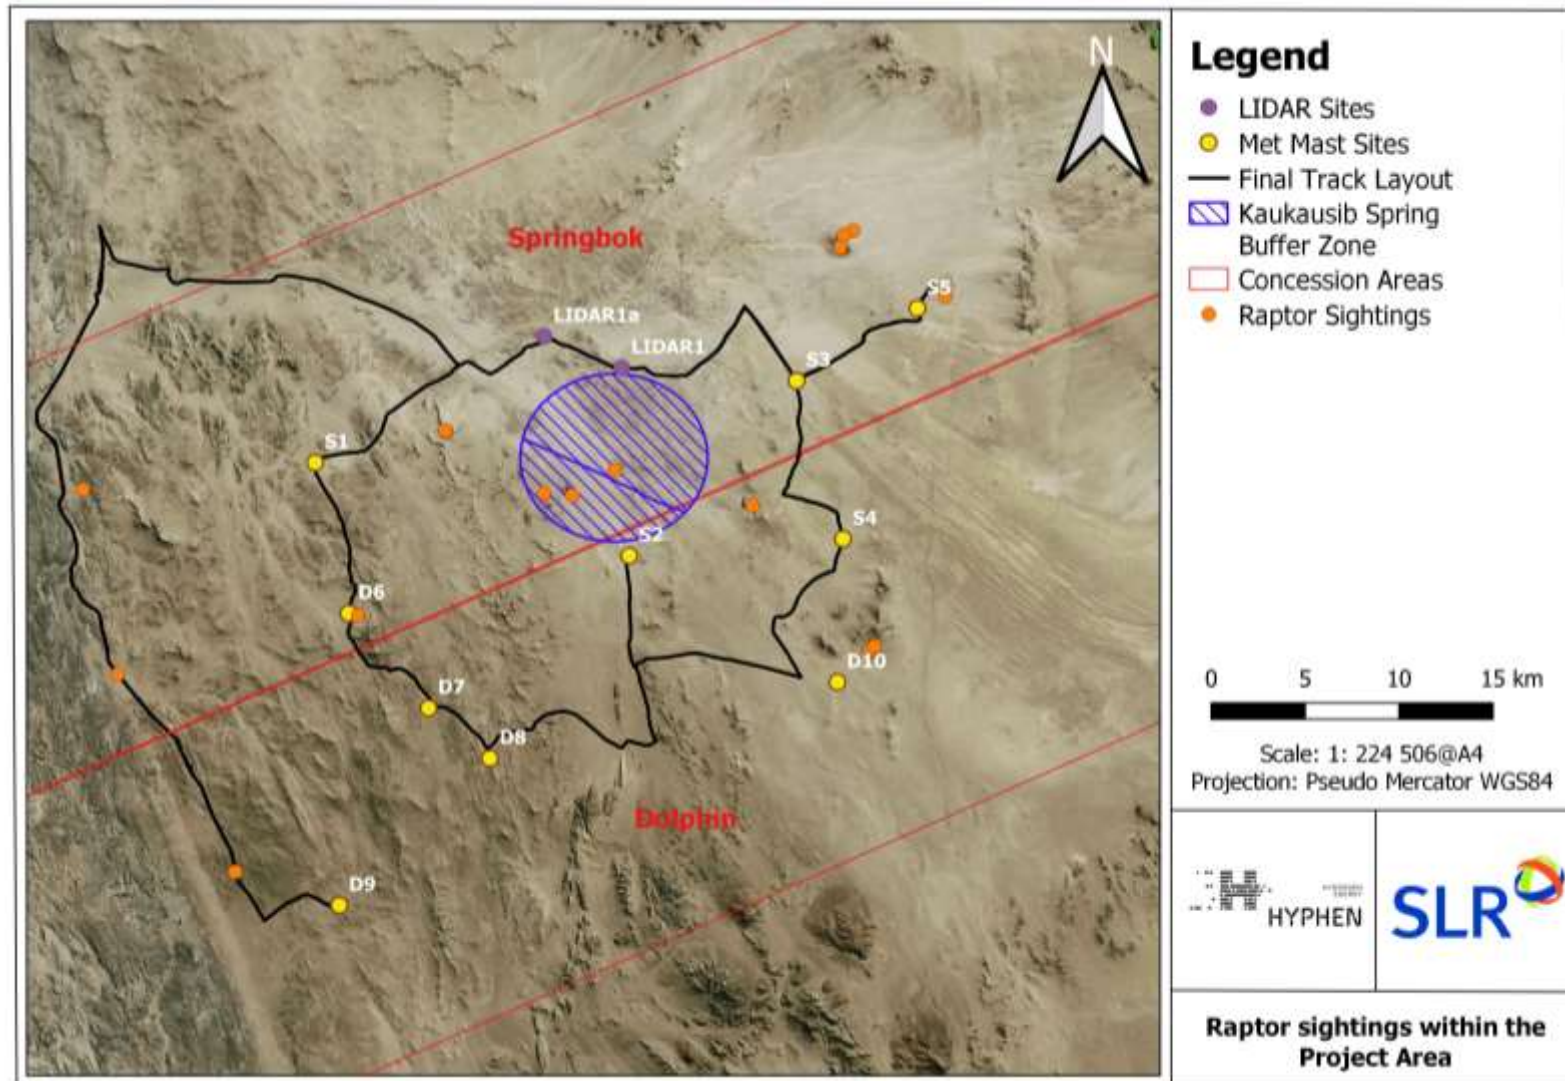 N
Springbok
S5
LIDAR1a
LIDAR1
S3
S1
S4
S2
D6
D10
D7
D8
Dolphin
D9
Legend
LIDAR Sites
Met Mast Sites
Final Track Layout
Kaukausib Spring
Buffer Zone
Concession Areas
Raptor Sightings
0 5 10 15 km
Scale: 1: 224 506@A4
Projection: Pseudo Mercator WGS84
HYPHEN
SLR
Raptor sightings within the
Project Area